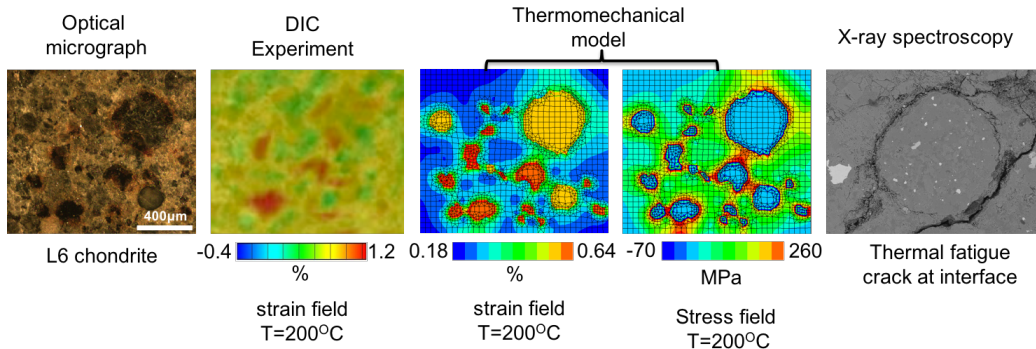 Optical
micrograph
DIC
Experiment
Thermomechanical
model
X-ray spectroscopy
400µm
L6 chondrite
-0.4
1.2
%
strain field
T=200ᴼC
0.18
0.64
%
strain field
T=200ᴼC
-70
260
MPa
Stress field
T=200ᴼC
Thermal fatigue
crack at interface